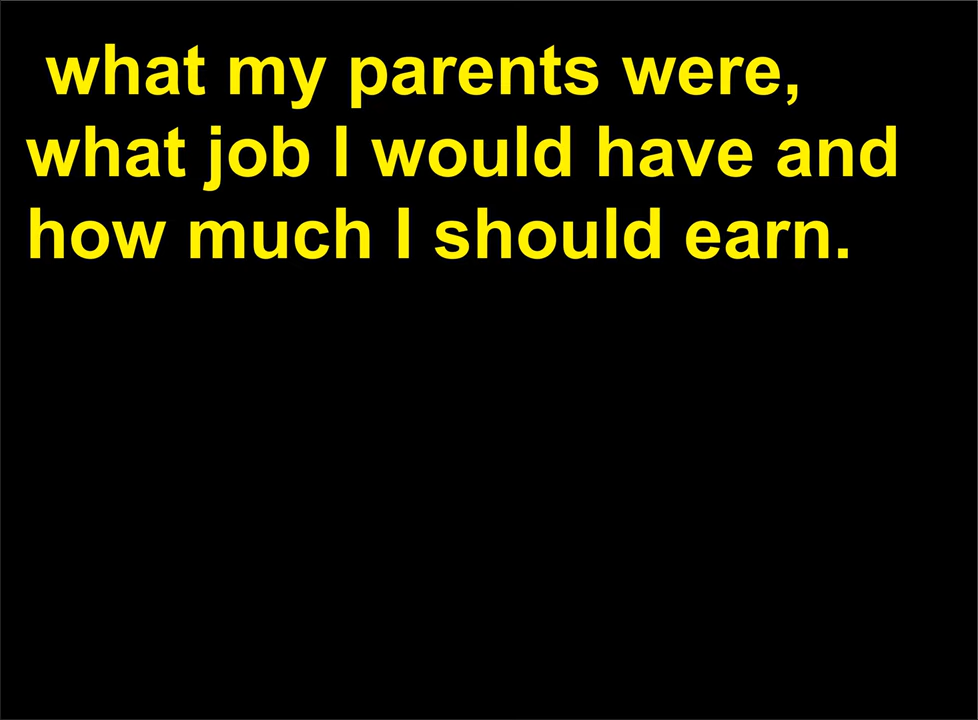 what my parents were,
what job I would have and
how much I should earn.